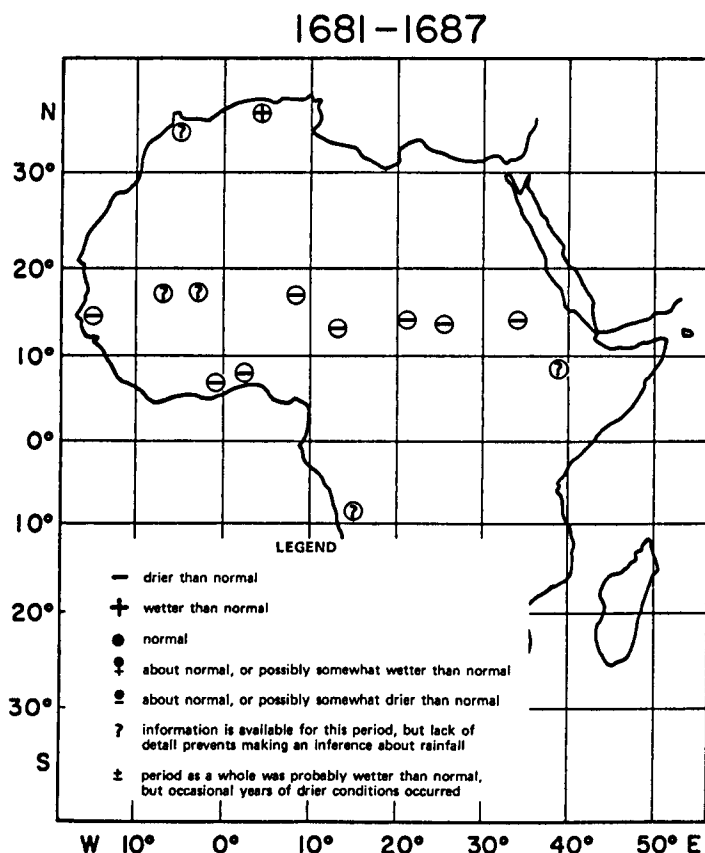 1681-1687
N
30°
20°
10°
0°
10°
20°
30°
S
LEGEND
− drier than normal
+ wetter than normal
● normal
about normal, or possibly somewhat wetter than normal
about normal, or possibly somewhat drier than normal
? information is available for this period, but lack of
detail prevents making an inference about rainfall
± period as a whole was probably wetter than normal,
but occasional years of drier conditions occurred
W 10° 0° 10° 20° 30° 40° 50° E